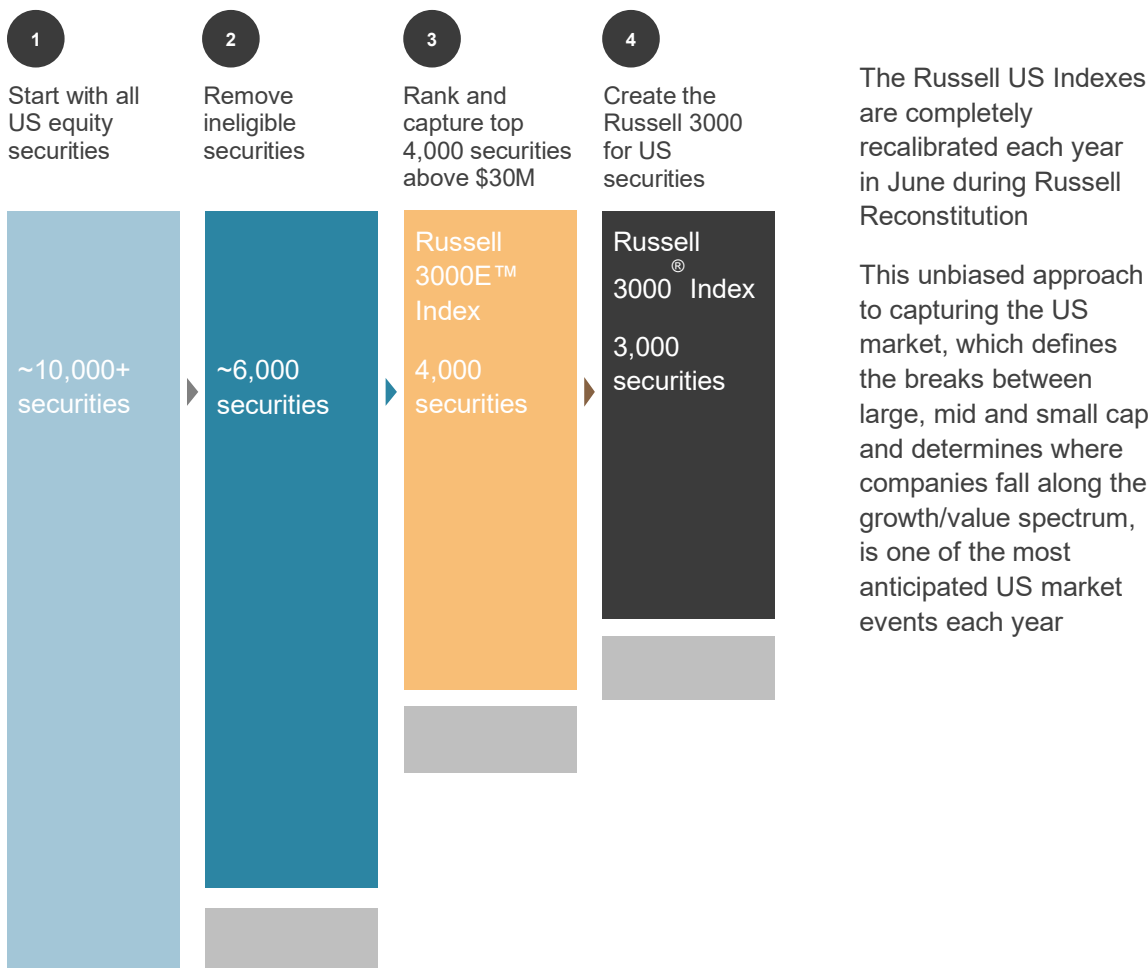 1
Start with all
US equity
securities
2
Remove
ineligible
securities
3
Rank and
capture top
4,000 securities
above $30M
4
Create the
Russell 3000
for US
securities
~10,000+
securities
~6,000
securities
Russell
3000E™
Index
4,000
securities
Russell
3000® Index
3,000
securities
The Russell US Indexes
are completely
recalibrated each year
in June during Russell
Reconstitution
This unbiased approach
to capturing the US
market, which defines
the breaks between
large, mid and small cap
and determines where
companies fall along the
growth/value spectrum,
is one of the most
anticipated US market
events each year